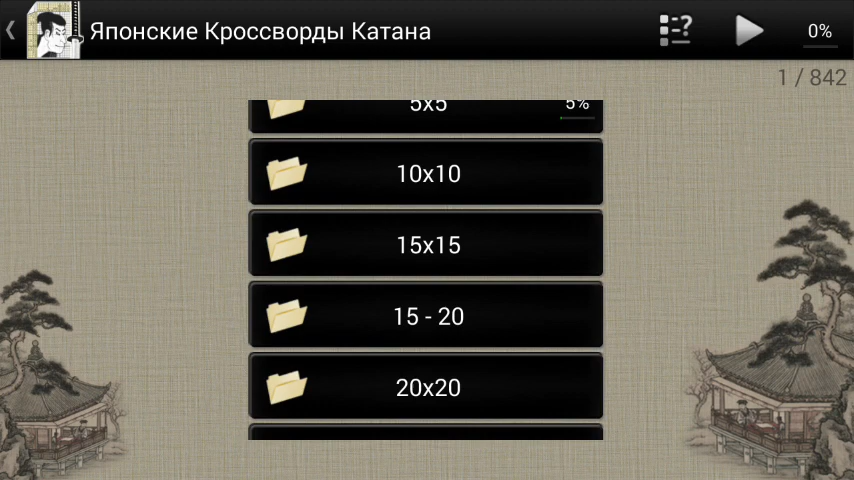 Японские Кроссворды Катана
0%
1 / 842
5x5
5%
10x10
15x15
15 - 20
20x20